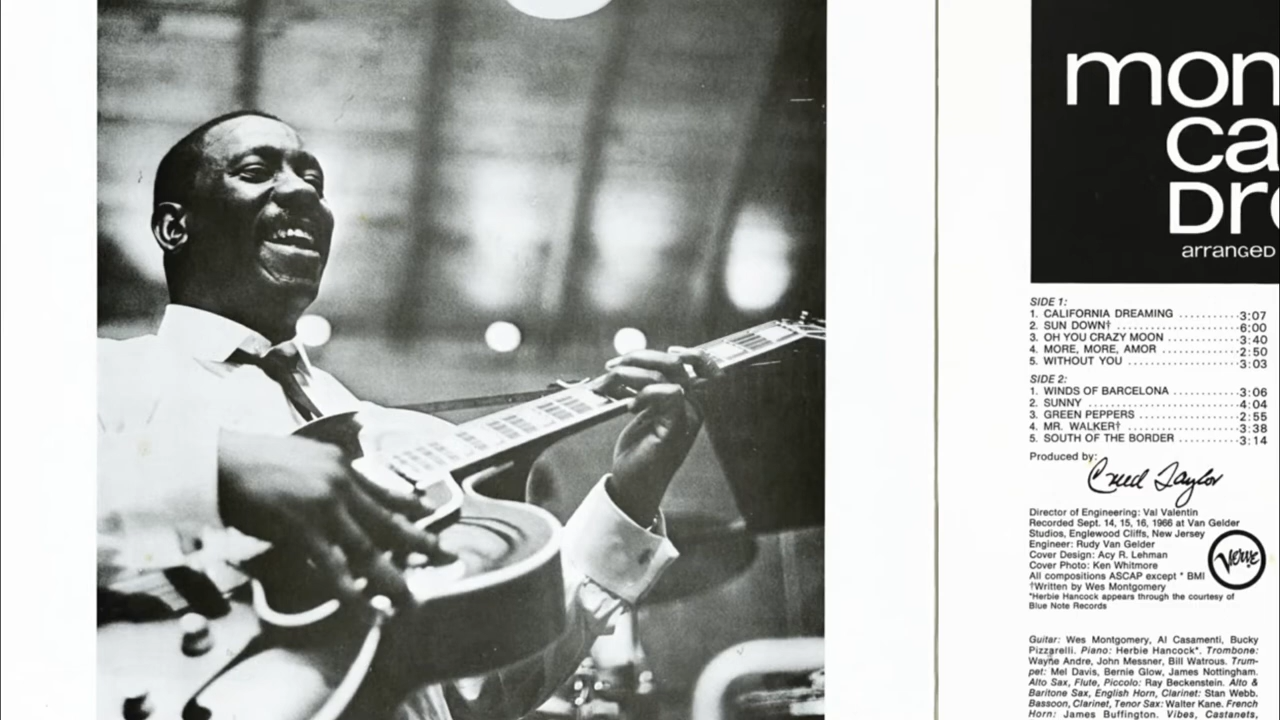 mon
ca
Dre
arranged
SIDE 1:
1. CALIFORNIA DREAMING ..........3:07
2. SUN DOWN† ....................6:00
3. OH YOU CRAZY MOON ............3:40
4. MORE, MORE, AMOR .............2:50
5. WITHOUT YOU ..................3:03
SIDE 2:
1. WINDS OF BARCELONA ...........3:06
2. SUNNY ........................4:04
3. GREEN PEPPERS ................2:55
4. MR. WALKER† ..................3:38
5. SOUTH OF THE BORDER ..........3:14
Produced by:
Creed Taylor
Director of Engineering: Val Valentin
Recorded Sept. 14, 15, 16, 1966 at Van Gelder
Studios, Englewood Cliffs, New Jersey
Engineer: Rudy Van Gelder
Cover Design: Acy R. Lehman
Cover Photo: Ken Whitmore
All compositions ASCAP except * BMI
†Written by Wes Montgomery
*Herbie Hancock appears through the courtesy of
Blue Note Records
Verve
Guitar: Wes Montgomery, Al Casamenti, Bucky
Pizzarelli. Piano: Herbie Hancock*. Trombone:
Wayne Andre, John Messner, Bill Watrous. Trum-
pet: Mel Davis, Bernie Glow, James Nottingham.
Alto Sax, Flute, Piccolo: Ray Beckenstein. Alto &
Baritone Sax, English Horn, Clarinet: Stan Webb.
Bassoon, Clarinet, Tenor Sax: Walter Kane. French
Horn: James Buffington. Vibes, Castanets,